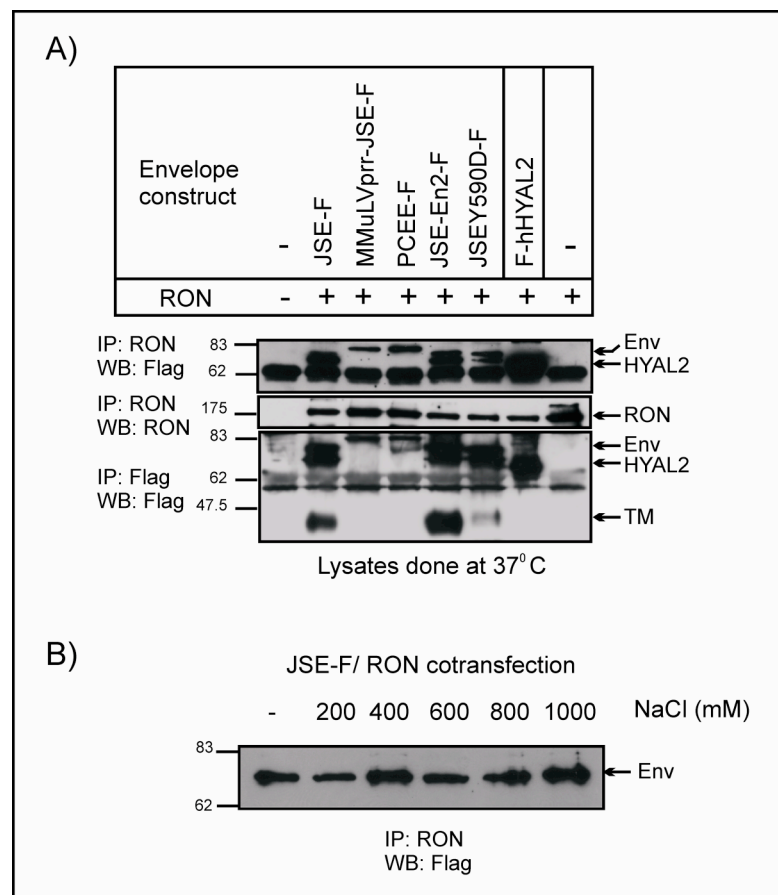 A)
Envelope
construct
-
JSE-F
MMuLVprr-JSE-F
PCEE-F
JSE-En2-F
JSEY590D-F
F-hHYAL2
-
RON - + + + + + + +
IP: RON
WB: Flag
83
62
Env
HYAL2
IP: RON
WB: RON
175
RON
IP: Flag
WB: Flag
83
62
47.5
Env
HYAL2
TM
Lysates done at 37⁰ C
B)
JSE-F/ RON cotransfection
- 200 400 600 800 1000 NaCl (mM)
83
62
Env
IP: RON
WB: Flag